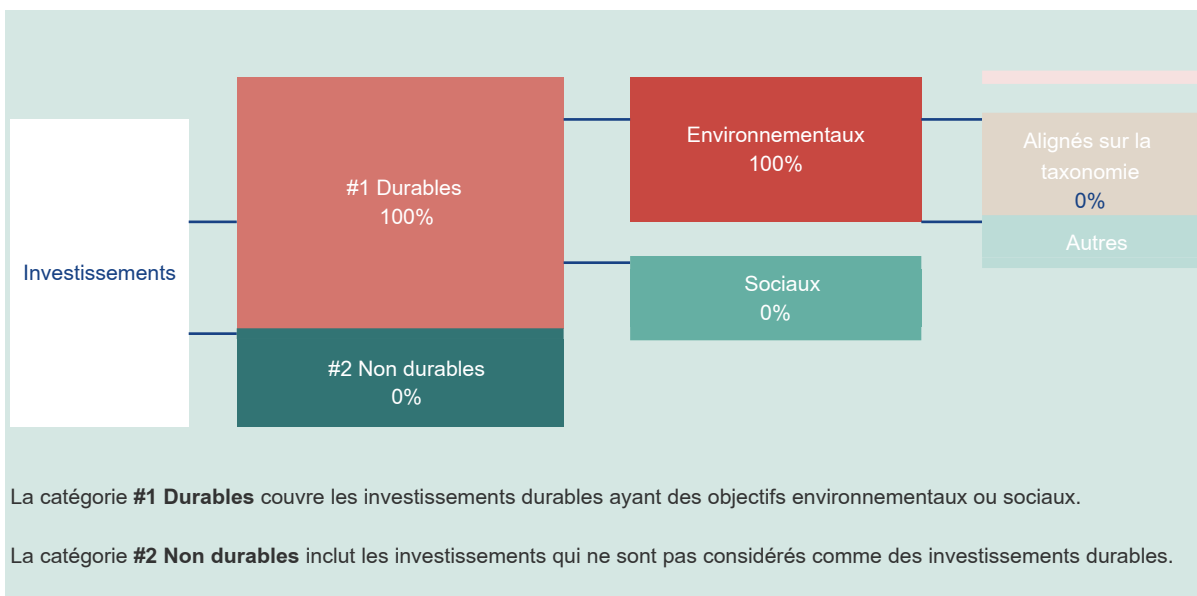 Investissements
#1 Durables
100%
#2 Non durables
0%
Environnementaux
100%
Sociaux
0%
Alignés sur la
taxonomie
0%
Autres
La catégorie #1 Durables couvre les investissements durables ayant des objectifs environnementaux ou sociaux.
La catégorie #2 Non durables inclut les investissements qui ne sont pas considérés comme des investissements durables.